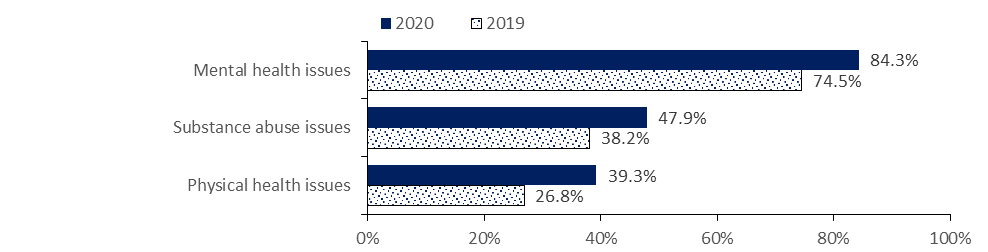 2020 2019
Mental health issues 84.3%
74.5%
Substance abuse issues 47.9%
38.2%
Physical health issues 39.3%
26.8%
0% 20% 40% 60% 80% 100%